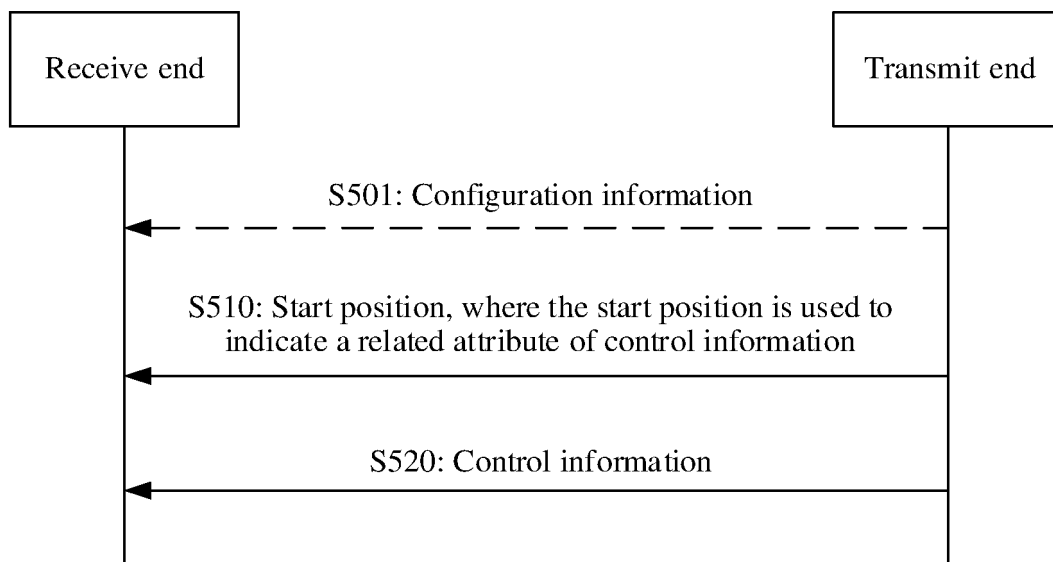 Receive end
Transmit end
S501: Configuration information
S510: Start position, where the start position is used to
indicate a related attribute of control information
S520: Control information